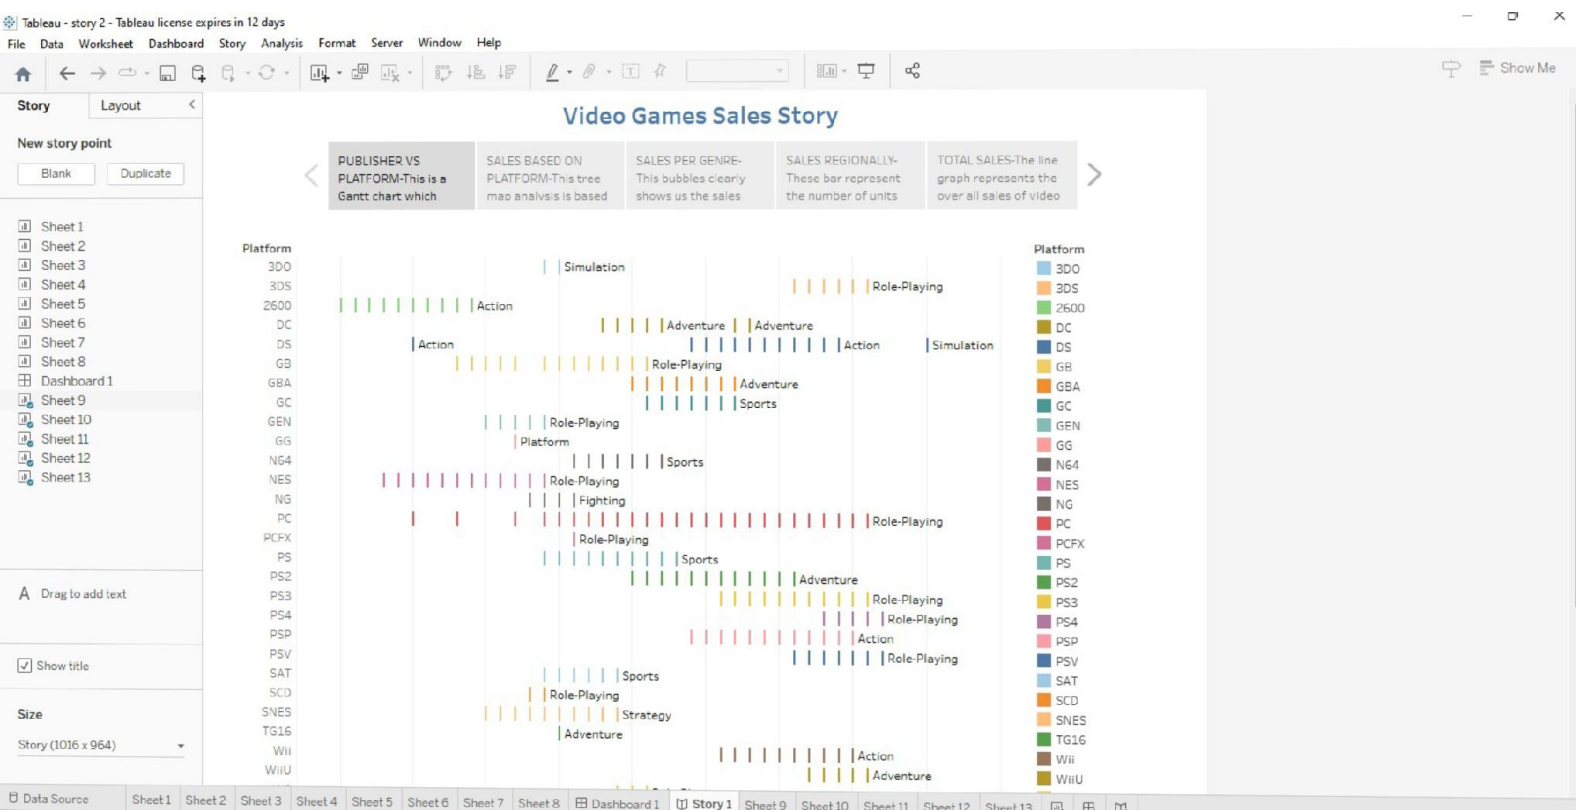 Tableau - story 2 - Tableau license expires in 12 days
File Data Worksheet Dashboard Story Analysis Format Server Window Help
Show Me
Story Layout
New story point
Blank Duplicate
Sheet 1
Sheet 2
Sheet 3
Sheet 4
Sheet 5
Sheet 6
Sheet 7
Sheet 8
Dashboard 1
Sheet 9
Sheet 10
Sheet 11
Sheet 12
Sheet 13
A Drag to add text
Show title
Size
Story (1016 x 964)
Video Games Sales Story
PUBLISHER VS
PLATFORM-This is a
Gantt chart which
SALES BASED ON
PLATFORM-This tree
map analysis is based
SALES PER GENRE-
This bubbles clearly
shows us the sales
SALES REGIONALLY-
These bar represent
the number of units
TOTAL SALES-The line
graph represents the
over all sales of video
Platform
3DO Simulation
3DS Role-Playing
2600 Action
DC Adventure Adventure
DS Action Action Simulation
GB Role-Playing
GBA Adventure
GC Sports
GEN Role-Playing
GG Platform
N64 Sports
NES Role-Playing
NG Fighting
PC Role-Playing
PCFX Role-Playing
PS Sports
PS2 Adventure
PS3 Role-Playing
PS4 Role-Playing
PSP Action
PSV Role-Playing
SAT Sports
SCD Role-Playing
SNES Strategy
TG16 Adventure
Wii Action
WiiU Adventure
Platform
3DO
3DS
2600
DC
DS
GB
GBA
GC
GEN
GG
N64
NES
NG
PC
PCFX
PS
PS2
PS3
PS4
PSP
PSV
SAT
SCD
SNES
TG16
Wii
WiiU
Data Source Sheet 1 Sheet 2 Sheet 3 Sheet 4 Sheet 5 Sheet 6 Sheet 7 Sheet 8 Dashboard 1 Story 1 Sheet 9 Sheet 10 Sheet 11 Sheet 12 Sheet 13